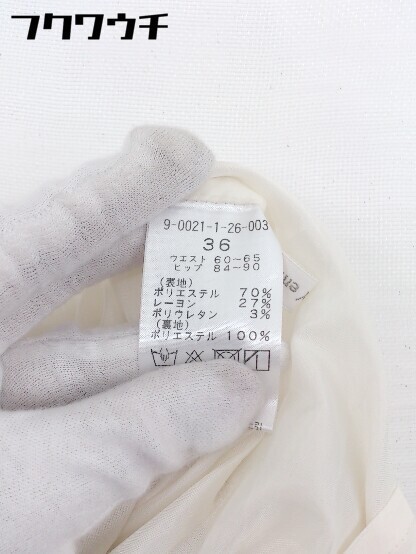 フクワウチ
9-0021-1-26-003
36
ウエスト 60~65
ヒップ 84~90
(表地)
ポリエステル 70%
レーヨン 27%
ポリウレタン 3%
(裏地)
ポリエステル 100%